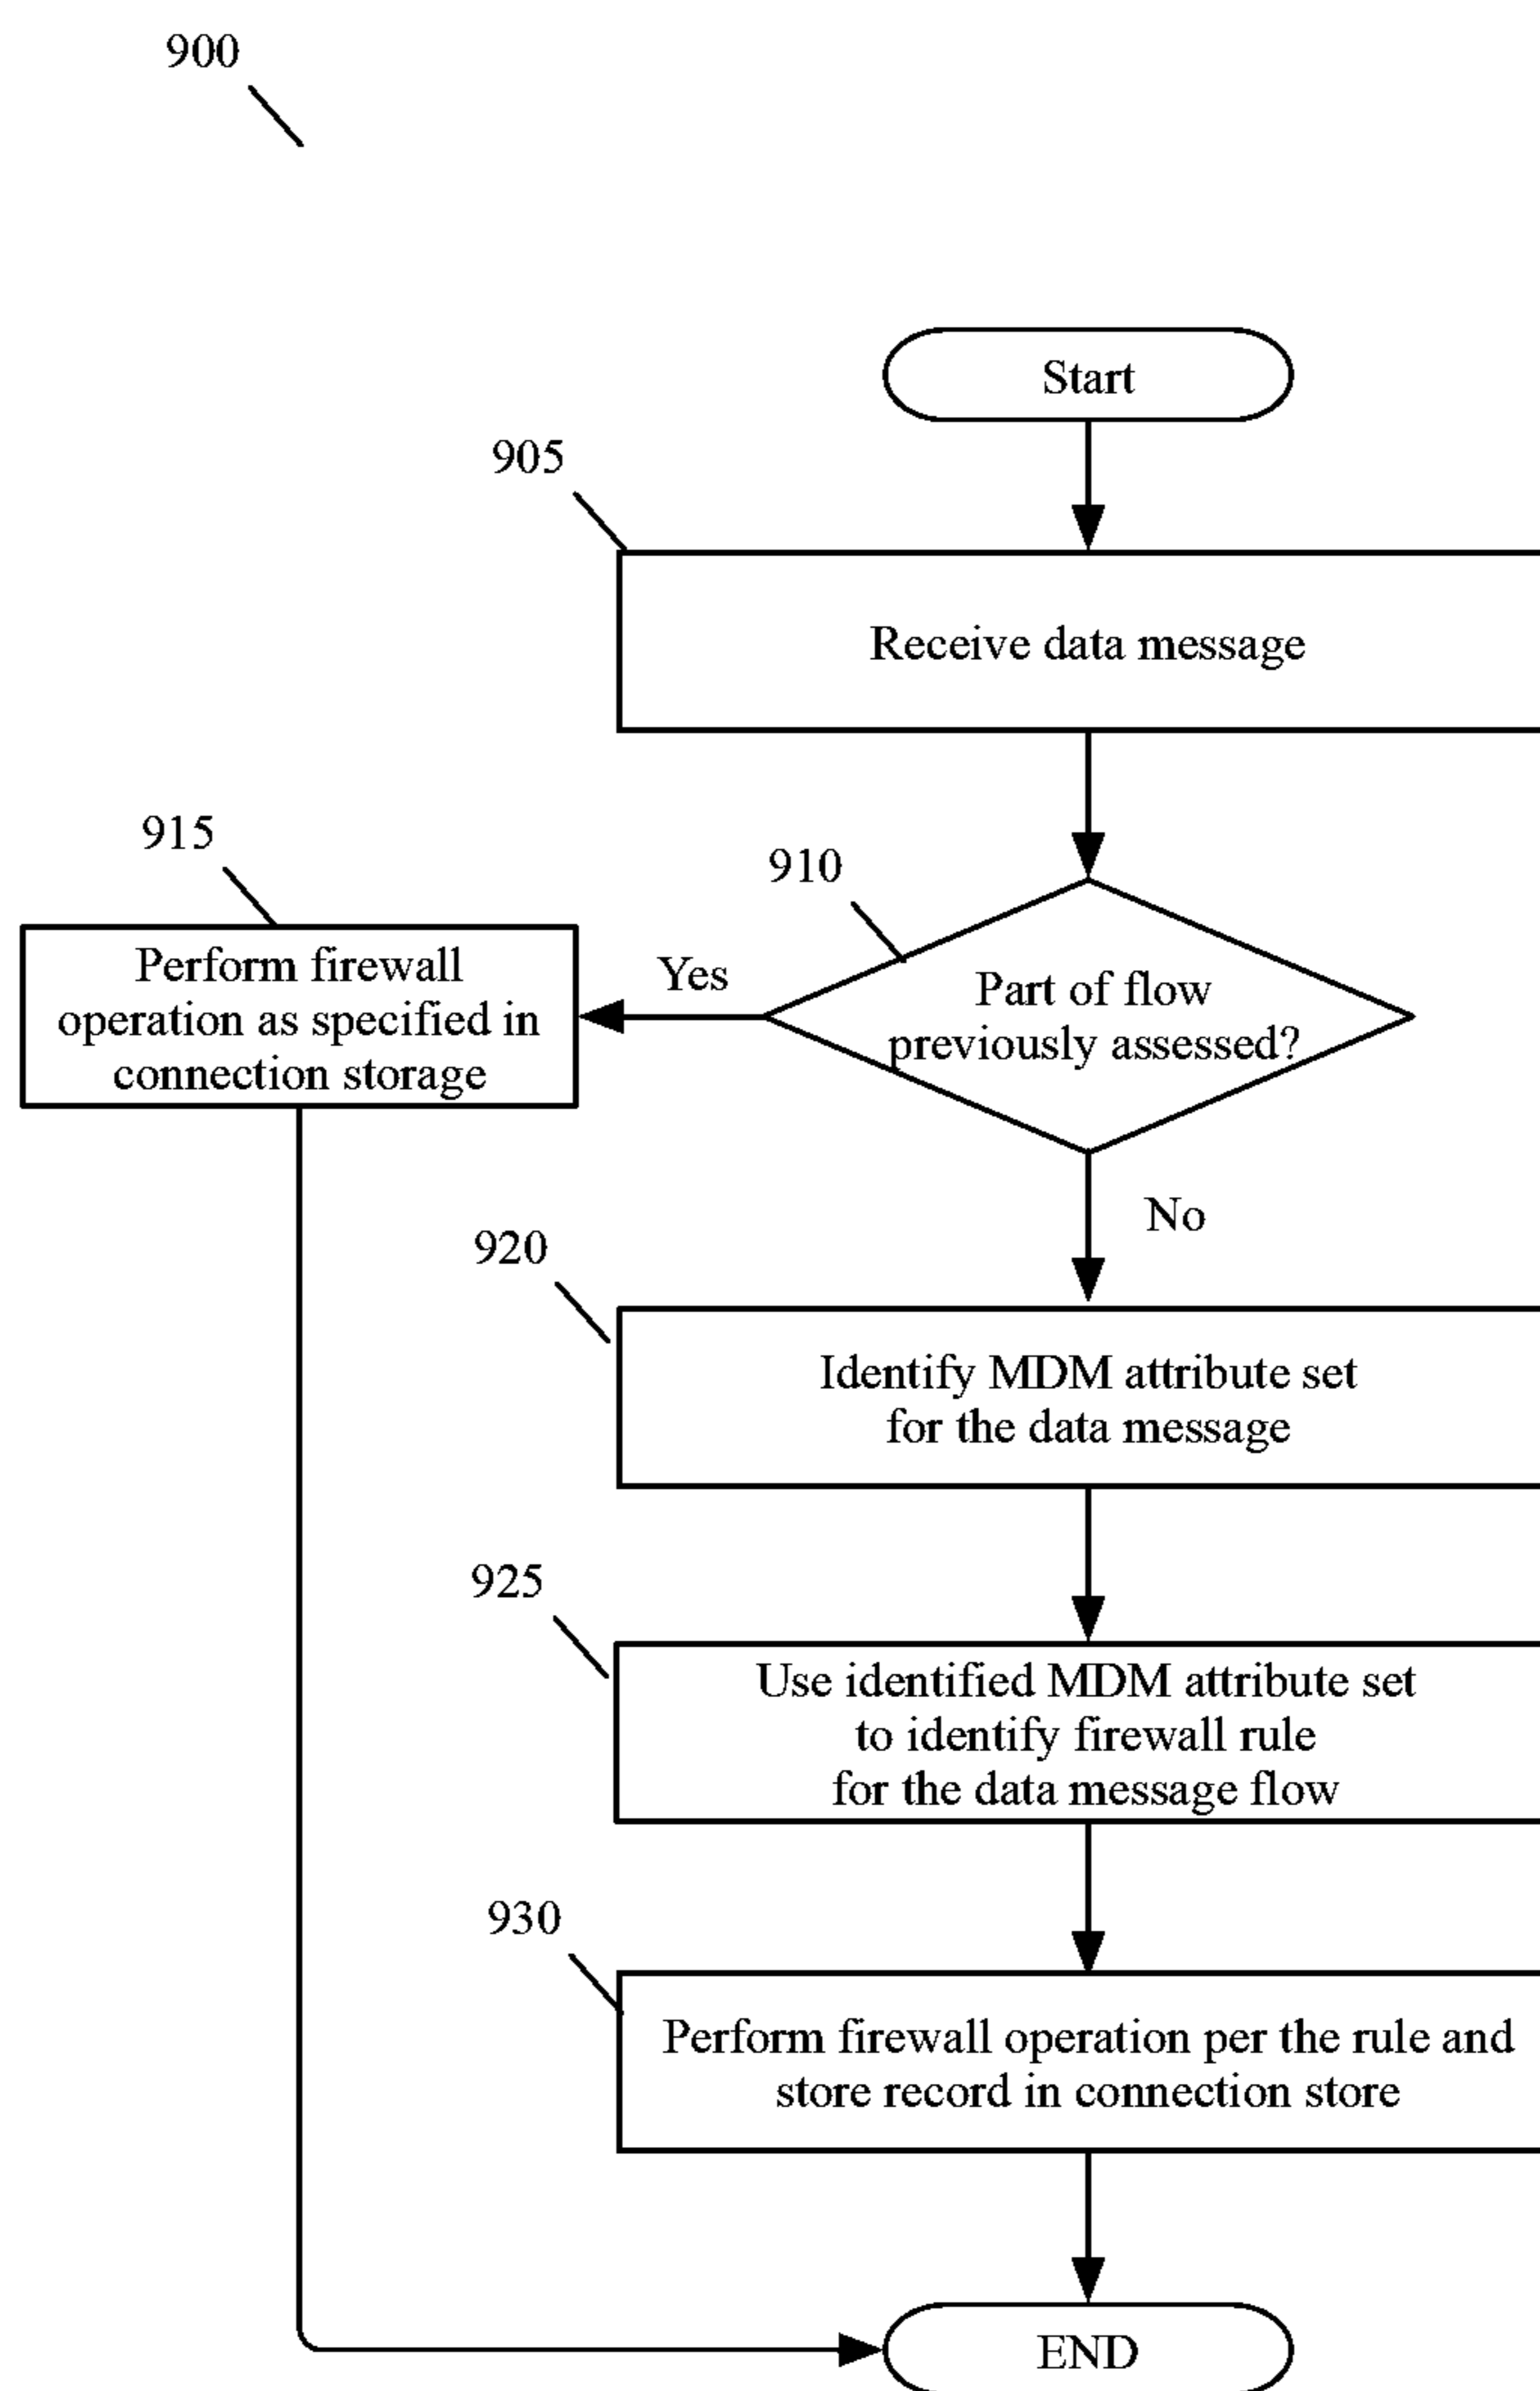 900
Start
905
Receive data message
915
910
Perform firewall
operation as specified in
connection storage
Yes
Part of flow
previously assessed?
No
920
Identify MDM attribute set
for the data message
925
Use identified MDM attribute set
to identify firewall rule
for the data message flow
930
Perform firewall operation per the rule and
store record in connection store
END